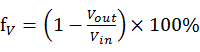 f_V = (1 − V_out / V_in) × 100%